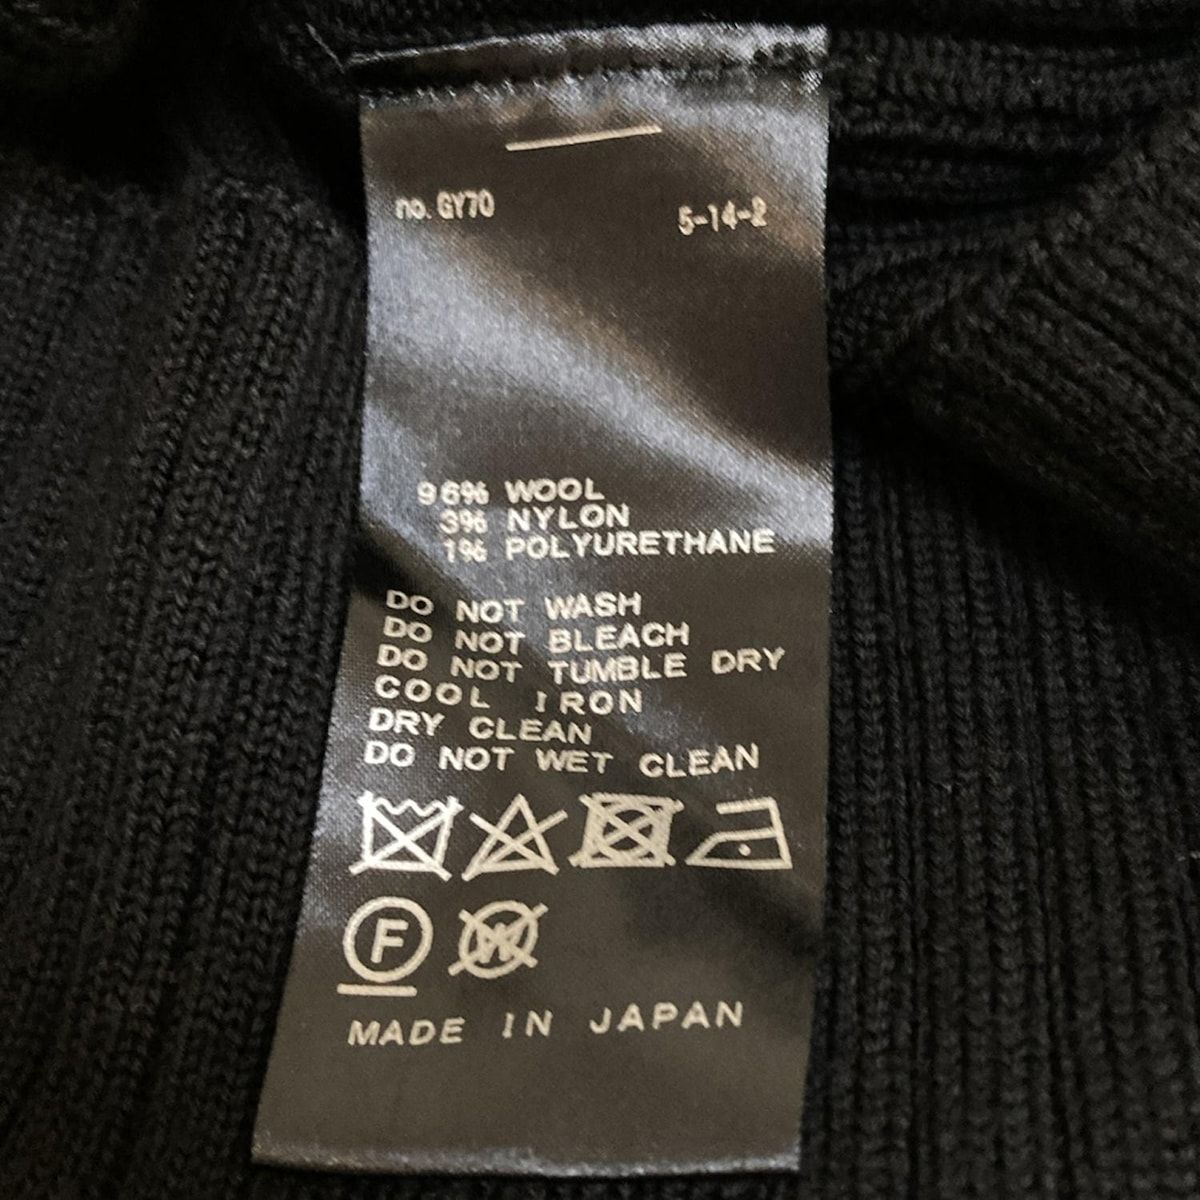 no. GY70 5-14-2
96% WOOL
3% NYLON
1% POLYURETHANE
DO NOT WASH
DO NOT BLEACH
DO NOT TUMBLE DRY
COOL IRON
DRY CLEAN
DO NOT WET CLEAN
F W
MADE IN JAPAN